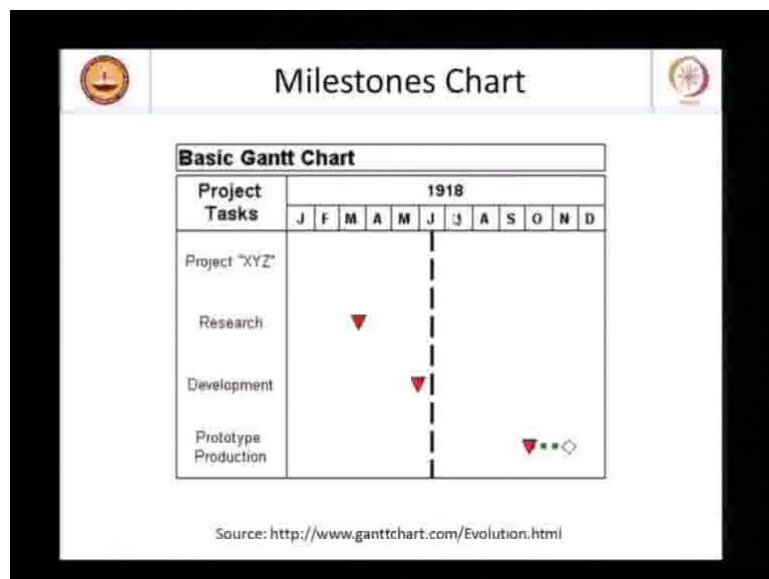 Milestones Chart
Basic Gantt Chart
Project Tasks
1918
J F M A M J J A S O N D
Project "XYZ"
Research
Development
Prototype
Production
Source: http://www.ganttchart.com/Evolution.html